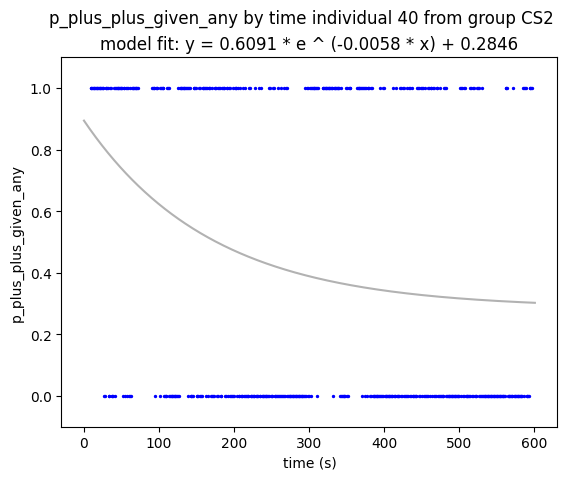 p_plus_plus_given_any by time individual 40 from group CS2
model fit: y = 0.6091 * e ^ (-0.0058 * x) + 0.2846
1.0
0.8
0.6
0.4
0.2
0.0
p_plus_plus_given_any
0 100 200 300 400 500 600
time (s)